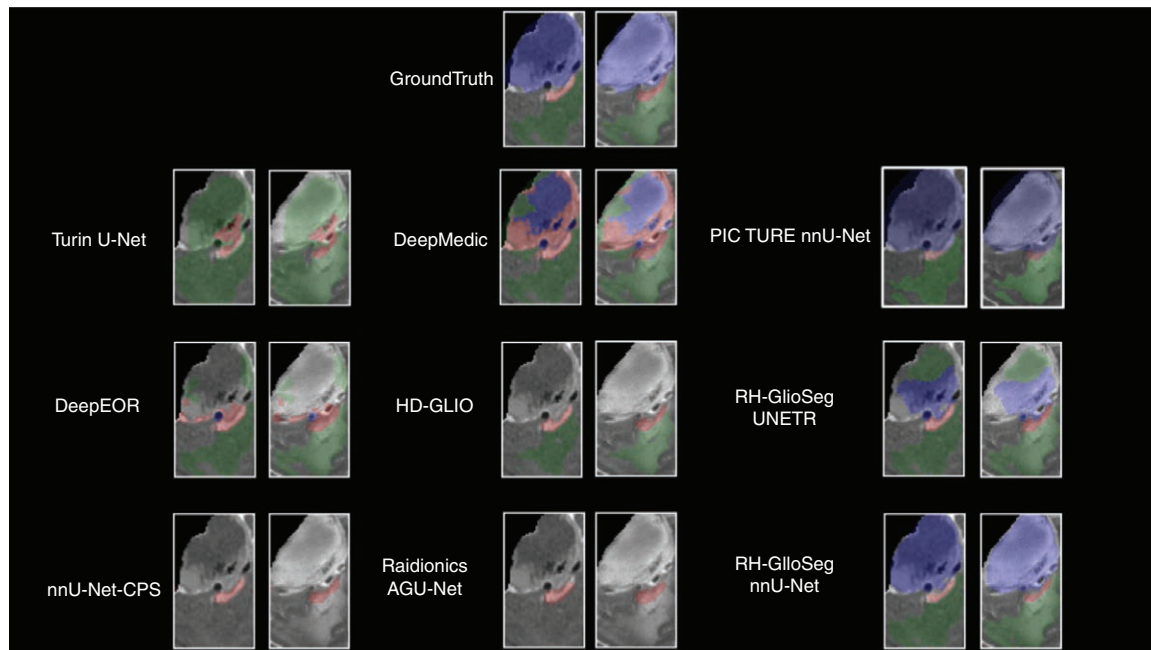 GroundTruth
Turin U-Net
DeepMedic
PIC TURE nnU-Net
DeepEOR
HD-GLIO
RH-GlioSeg
UNETR
nnU-Net-CPS
Raidionics
AGU-Net
RH-GlloSeg
nnU-Net